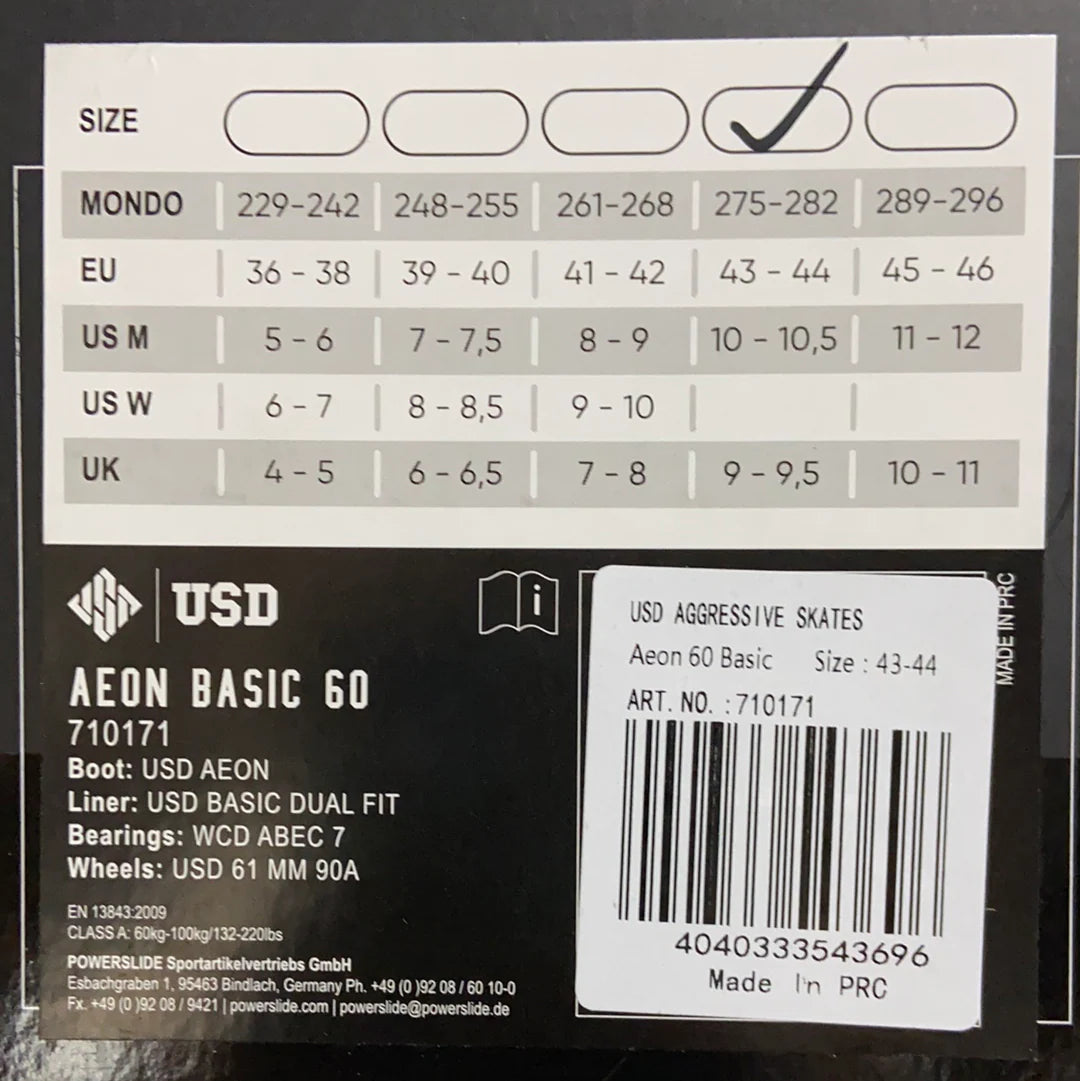 SIZE
MONDO 229-242 248-255 261-268 275-282 289-296
EU 36 - 38 39 - 40 41 - 42 43 - 44 45 - 46
US M 5 - 6 7 - 7,5 8 - 9 10 - 10,5 11 - 12
US W 6 - 7 8 - 8,5 9 - 10
UK 4 - 5 6 - 6,5 7 - 8 9 - 9,5 10 - 11
USD USD
i
AEON BASIC 60
710171
Boot: USD AEON
Liner: USD BASIC DUAL FIT
Bearings: WCD ABEC 7
Wheels: USD 61 MM 90A
EN 13843:2009
CLASS A: 60kg-100kg/132-220lbs
POWERSLIDE Sportartikelvertriebs GmbH
Esbachgraben 1, 95463 Bindlach, Germany Ph. +49 (0 )92 08 / 60 10-0
Fx. +49 (0 )92 08 / 9421 | powerslide.com | powerslide@powerslide.de
USD AGGRESSIVE SKATES
Aeon 60 Basic Size : 43-44
ART. NO. : 710171
4040333543696
Made In PRC
MADE IN PRC